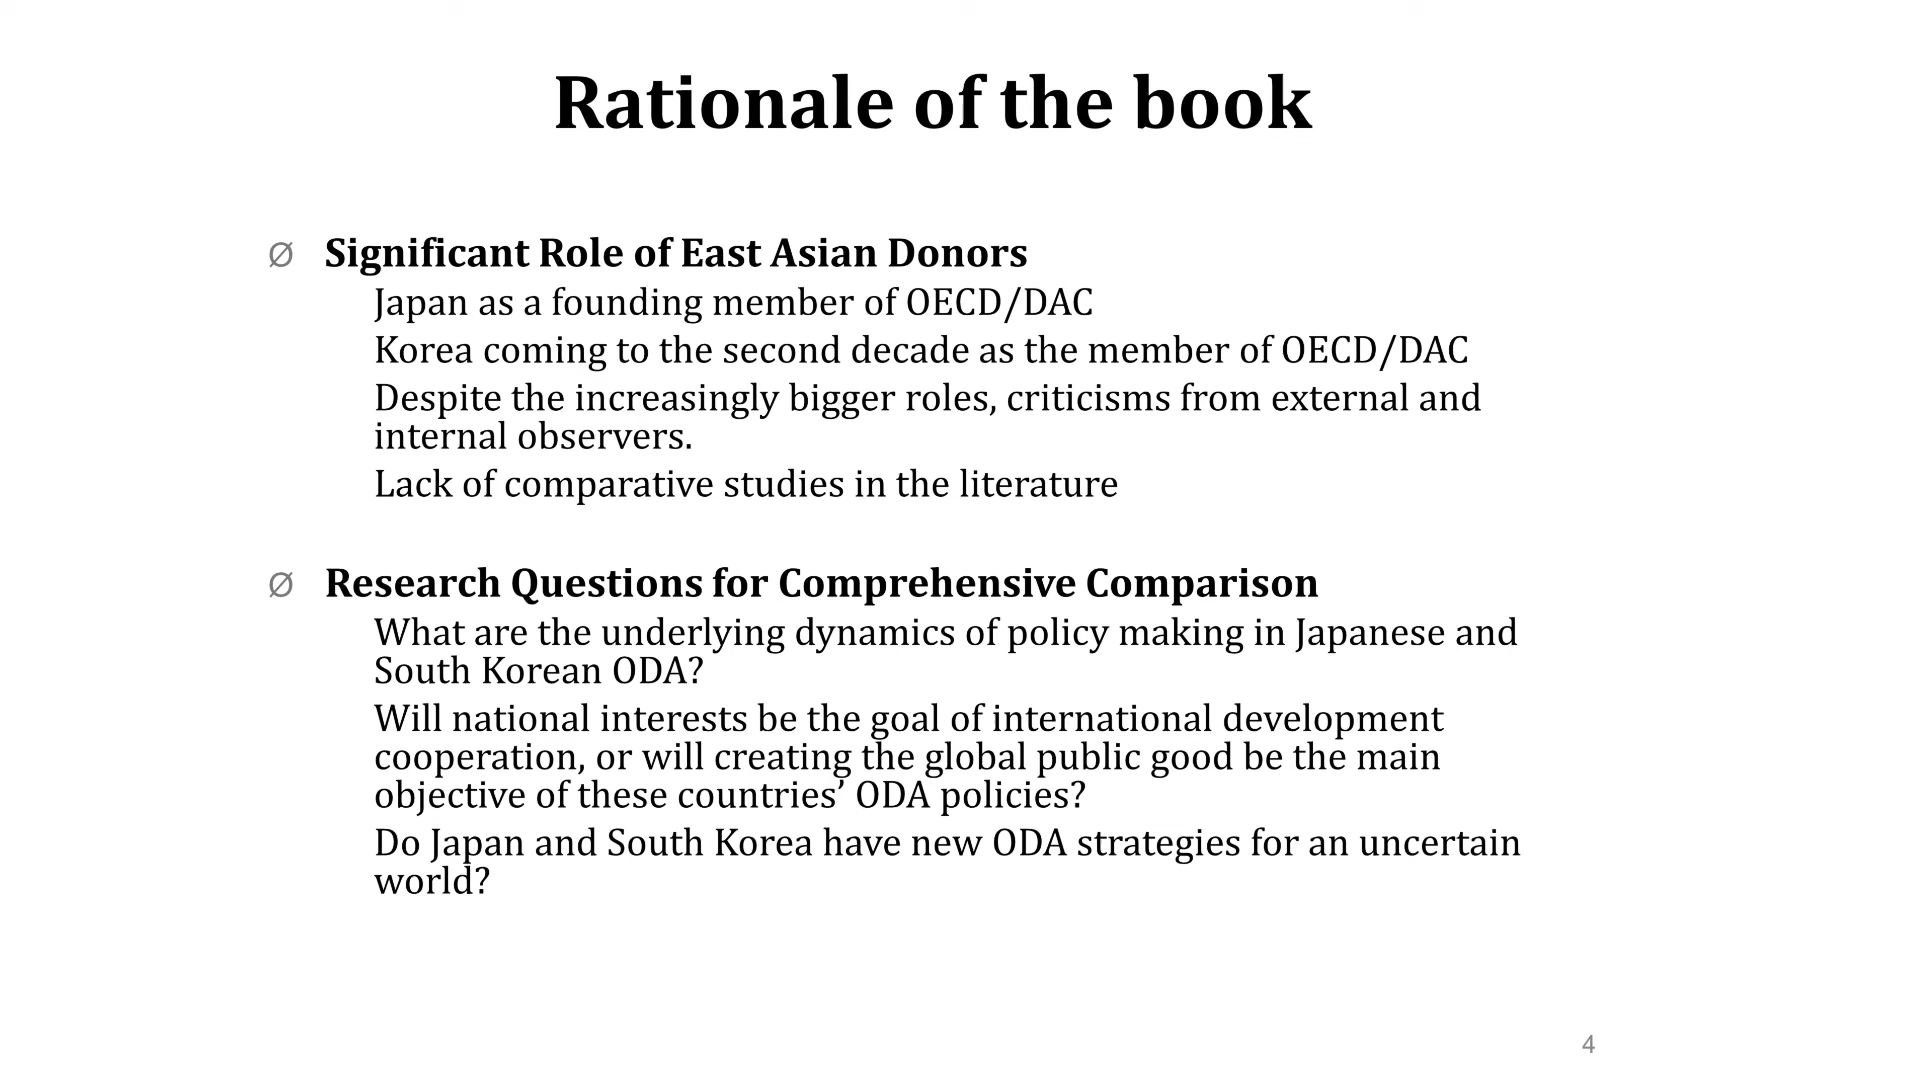 Rationale of the book
Ø Significant Role of East Asian Donors
Japan as a founding member of OECD/DAC
Korea coming to the second decade as the member of OECD/DAC
Despite the increasingly bigger roles, criticisms from external and
internal observers.
Lack of comparative studies in the literature
Ø Research Questions for Comprehensive Comparison
What are the underlying dynamics of policy making in Japanese and
South Korean ODA?
Will national interests be the goal of international development
cooperation, or will creating the global public good be the main
objective of these countries’ ODA policies?
Do Japan and South Korea have new ODA strategies for an uncertain
world?
4